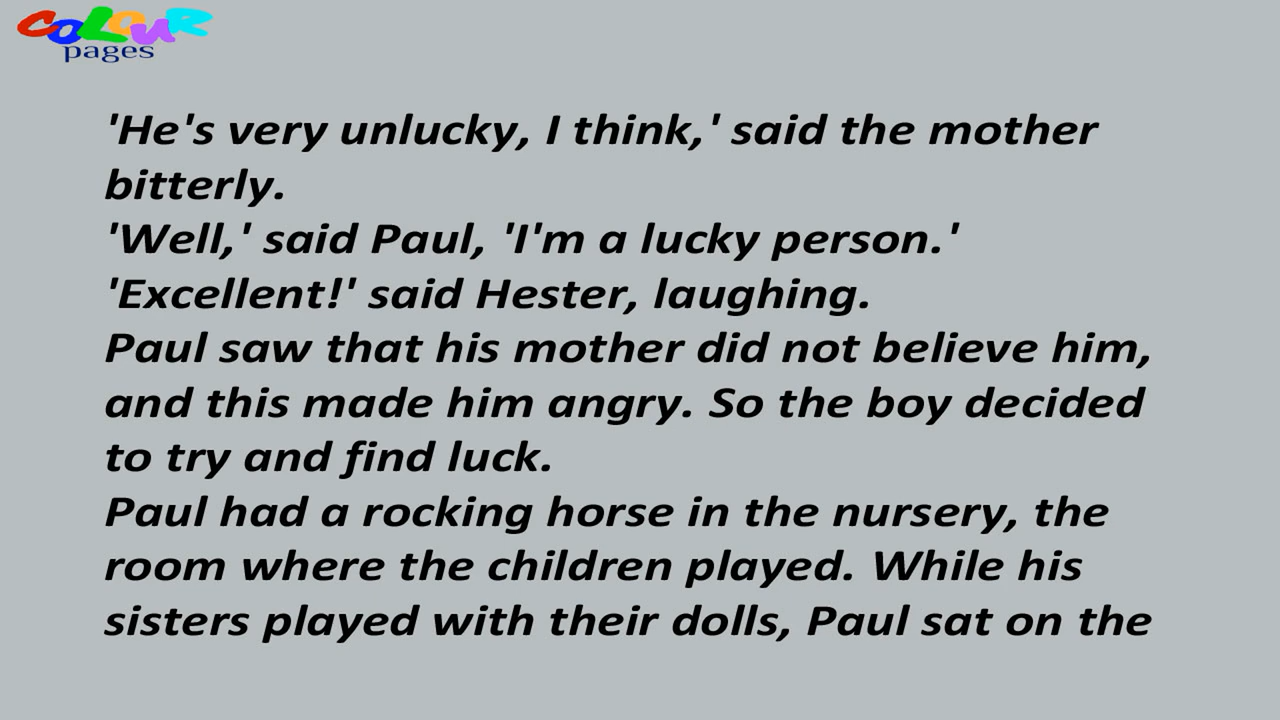 COLOUR
pages
'He's very unlucky, I think,' said the mother
bitterly.
'Well,' said Paul, 'I'm a lucky person.'
'Excellent!' said Hester, laughing.
Paul saw that his mother did not believe him,
and this made him angry. So the boy decided
to try and find luck.
Paul had a rocking horse in the nursery, the
room where the children played. While his
sisters played with their dolls, Paul sat on the